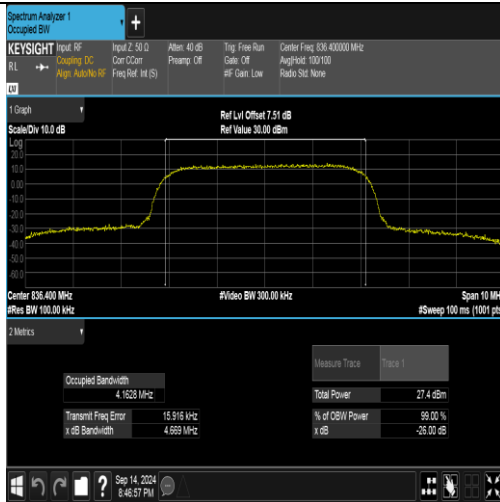 Spectrum Analyzer 1
Occupied BW
+
KEYSIGHT Input: RF Input Z: 50 Ω Atten: 40 dB Trig: Free Run Center Freq: 836.400000 MHz
RL Coupling: DC Corr CCorr Preamp: Off Gate: Off Avg|Hold: 100/100
Align: Auto/No RF Freq Ref: Int (S) #IF Gain: Low Radio Std: None
LXI
1 Graph
Ref Lvl Offset 7.51 dB
Scale/Div 10.0 dB Ref Value 30.00 dBm
Log
20.0
10.0
0.00
-10.0
-20.0
-30.0
-40.0
-50.0
-60.0
Center 836.400 MHz #Video BW 300.00 kHz Span 10 MH
#Res BW 100.00 kHz #Sweep 100 ms (1001 pts
2 Metrics
Measure Trace Trace 1
Occupied Bandwidth
4.1628 MHz Total Power 27.4 dBm
Transmit Freq Error 15.916 kHz % of OBW Power 99.00 %
x dB Bandwidth 4.669 MHz x dB -26.00 dB
? Sep 14, 2024
8:46:57 PM